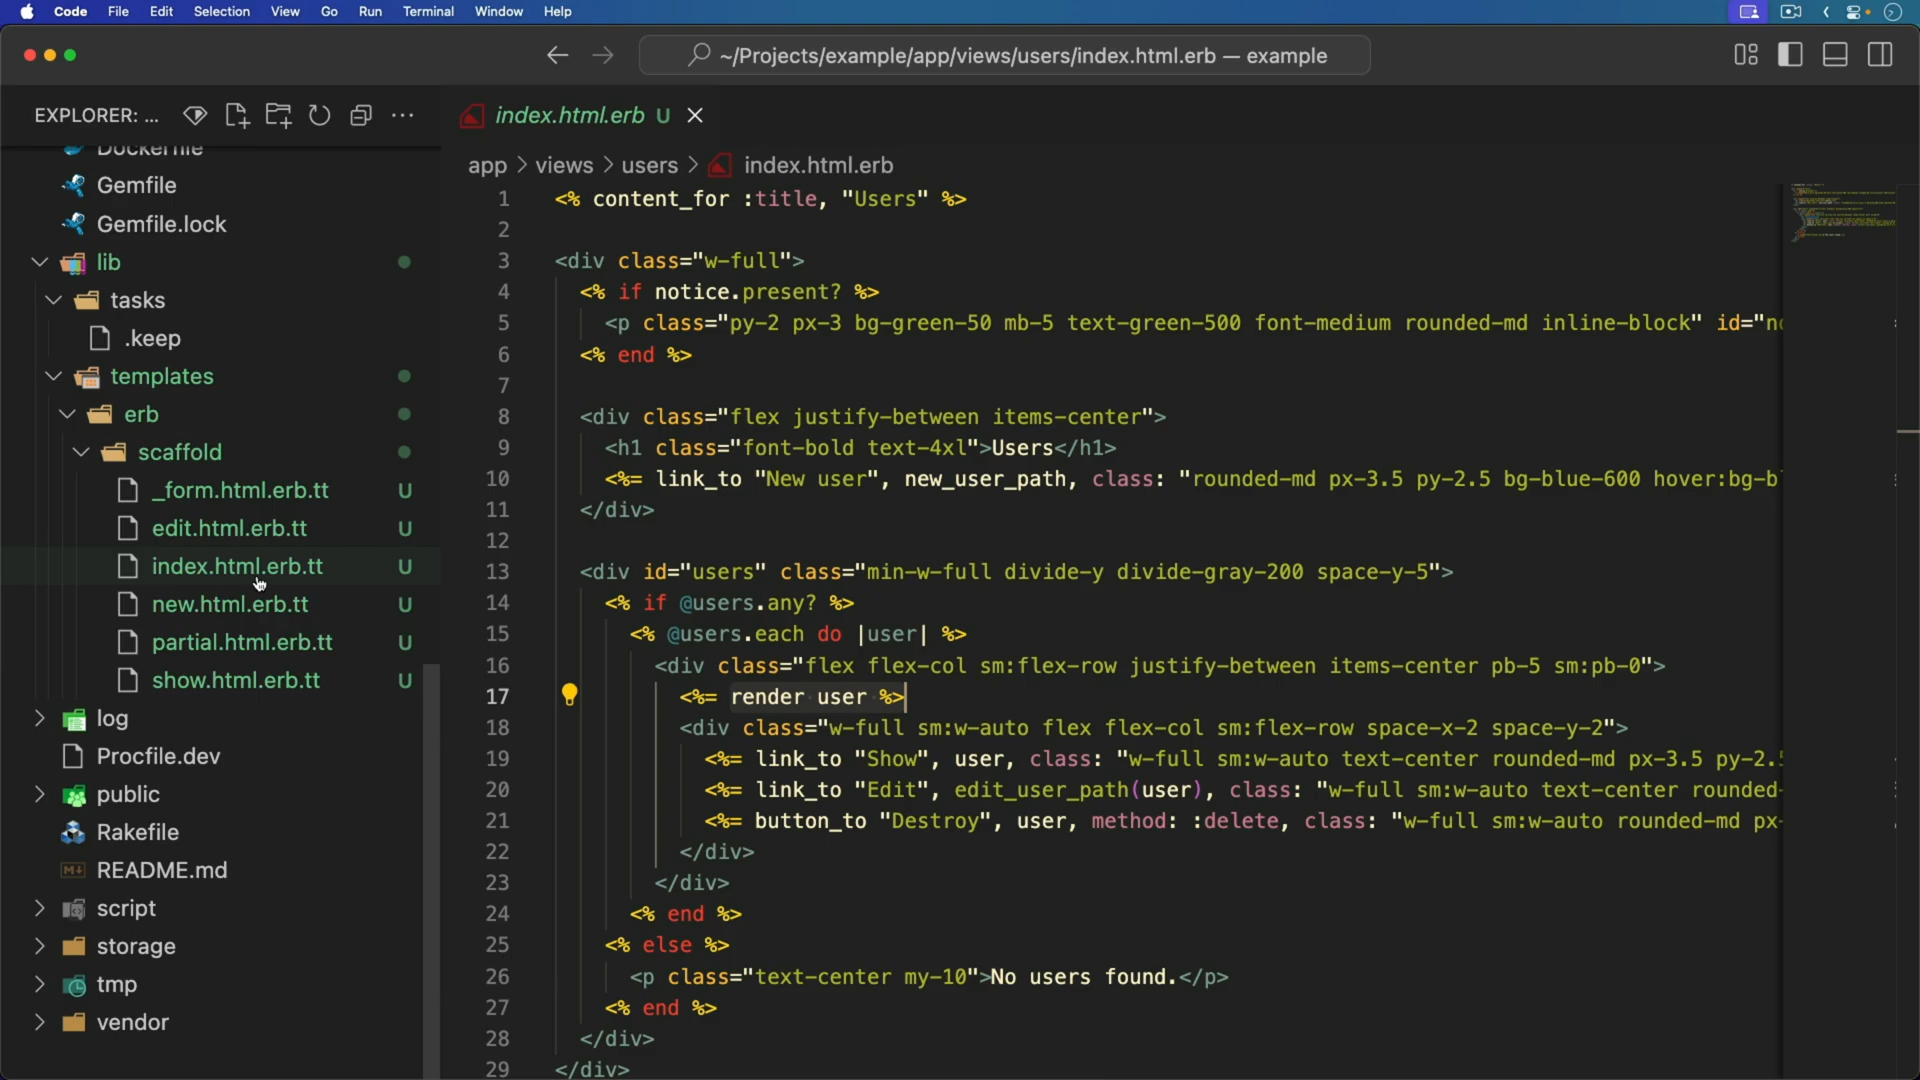 Code File Edit Selection View Go Run Terminal Window Help
~/Projects/example/app/views/users/index.html.erb — example
EXPLORER: ...
Dockerfile
Gemfile
Gemfile.lock
lib
tasks
.keep
templates
erb
scaffold
_form.html.erb.tt U
edit.html.erb.tt U
index.html.erb.tt U
new.html.erb.tt U
partial.html.erb.tt U
show.html.erb.tt U
log
Procfile.dev
public
Rakefile
README.md
script
storage
tmp
vendor
index.html.erb U
app > views > users > index.html.erb
1 <% content_for :title, "Users" %>
2
3 <div class="w-full">
4 <% if notice.present? %>
5 <p class="py-2 px-3 bg-green-50 mb-5 text-green-500 font-medium rounded-md inline-block" id="no
6 <% end %>
7
8 <div class="flex justify-between items-center">
9 <h1 class="font-bold text-4xl">Users</h1>
10 <%= link_to "New user", new_user_path, class: "rounded-md px-3.5 py-2.5 bg-blue-600 hover:bg-bl
11 </div>
12
13 <div id="users" class="min-w-full divide-y divide-gray-200 space-y-5">
14 <% if @users.any? %>
15 <% @users.each do |user| %>
16 <div class="flex flex-col sm:flex-row justify-between items-center pb-5 sm:pb-0">
17 <%= render user %>
18 <div class="w-full sm:w-auto flex flex-col sm:flex-row space-x-2 space-y-2">
19 <%= link_to "Show", user, class: "w-full sm:w-auto text-center rounded-md px-3.5 py-2.5
20 <%= link_to "Edit", edit_user_path(user), class: "w-full sm:w-auto text-center rounded-
21 <%= button_to "Destroy", user, method: :delete, class: "w-full sm:w-auto rounded-md px-
22 </div>
23 </div>
24 <% end %>
25 <% else %>
26 <p class="text-center my-10">No users found.</p>
27 <% end %>
28 </div>
29 </div>